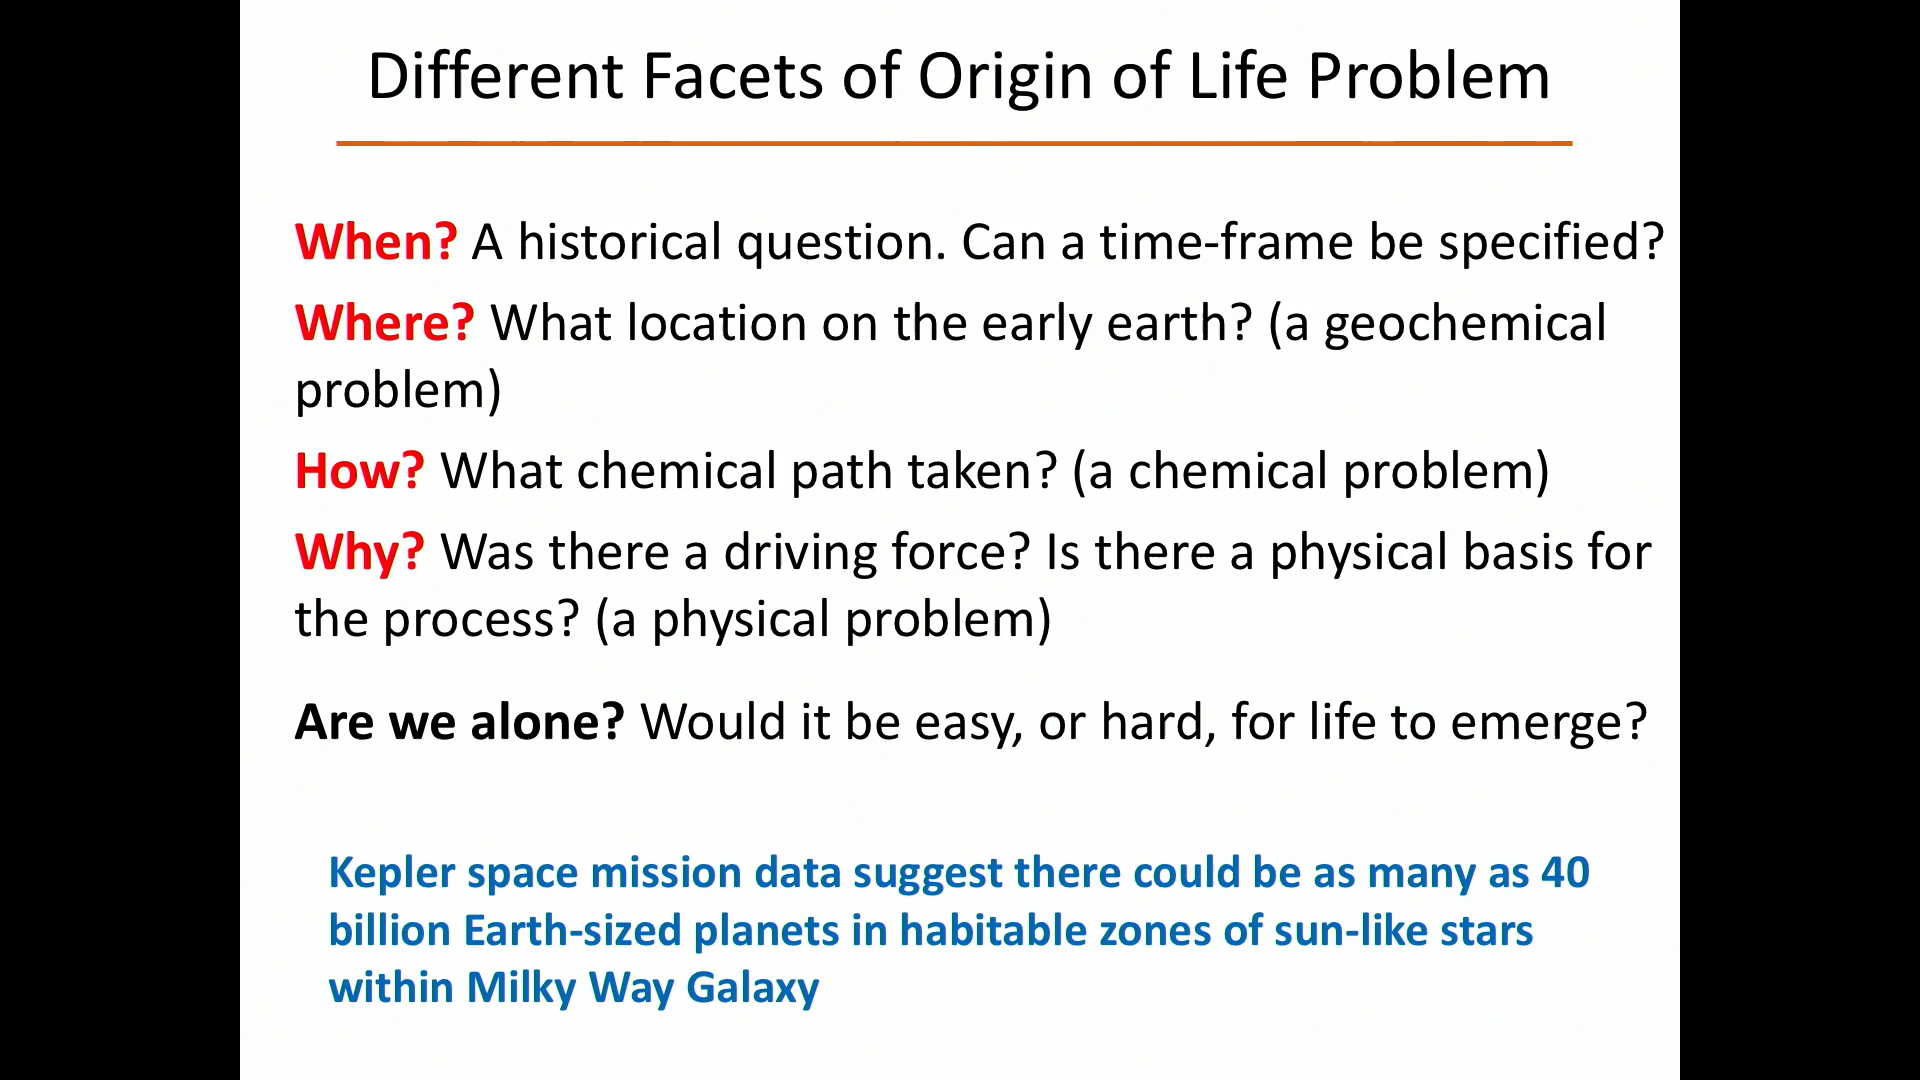 Different Facets of Origin of Life Problem
When? A historical question. Can a time-frame be specified?
Where? What location on the early earth? (a geochemical
problem)
How? What chemical path taken? (a chemical problem)
Why? Was there a driving force? Is there a physical basis for
the process? (a physical problem)
Are we alone? Would it be easy, or hard, for life to emerge?
Kepler space mission data suggest there could be as many as 40
billion Earth-sized planets in habitable zones of sun-like stars
within Milky Way Galaxy